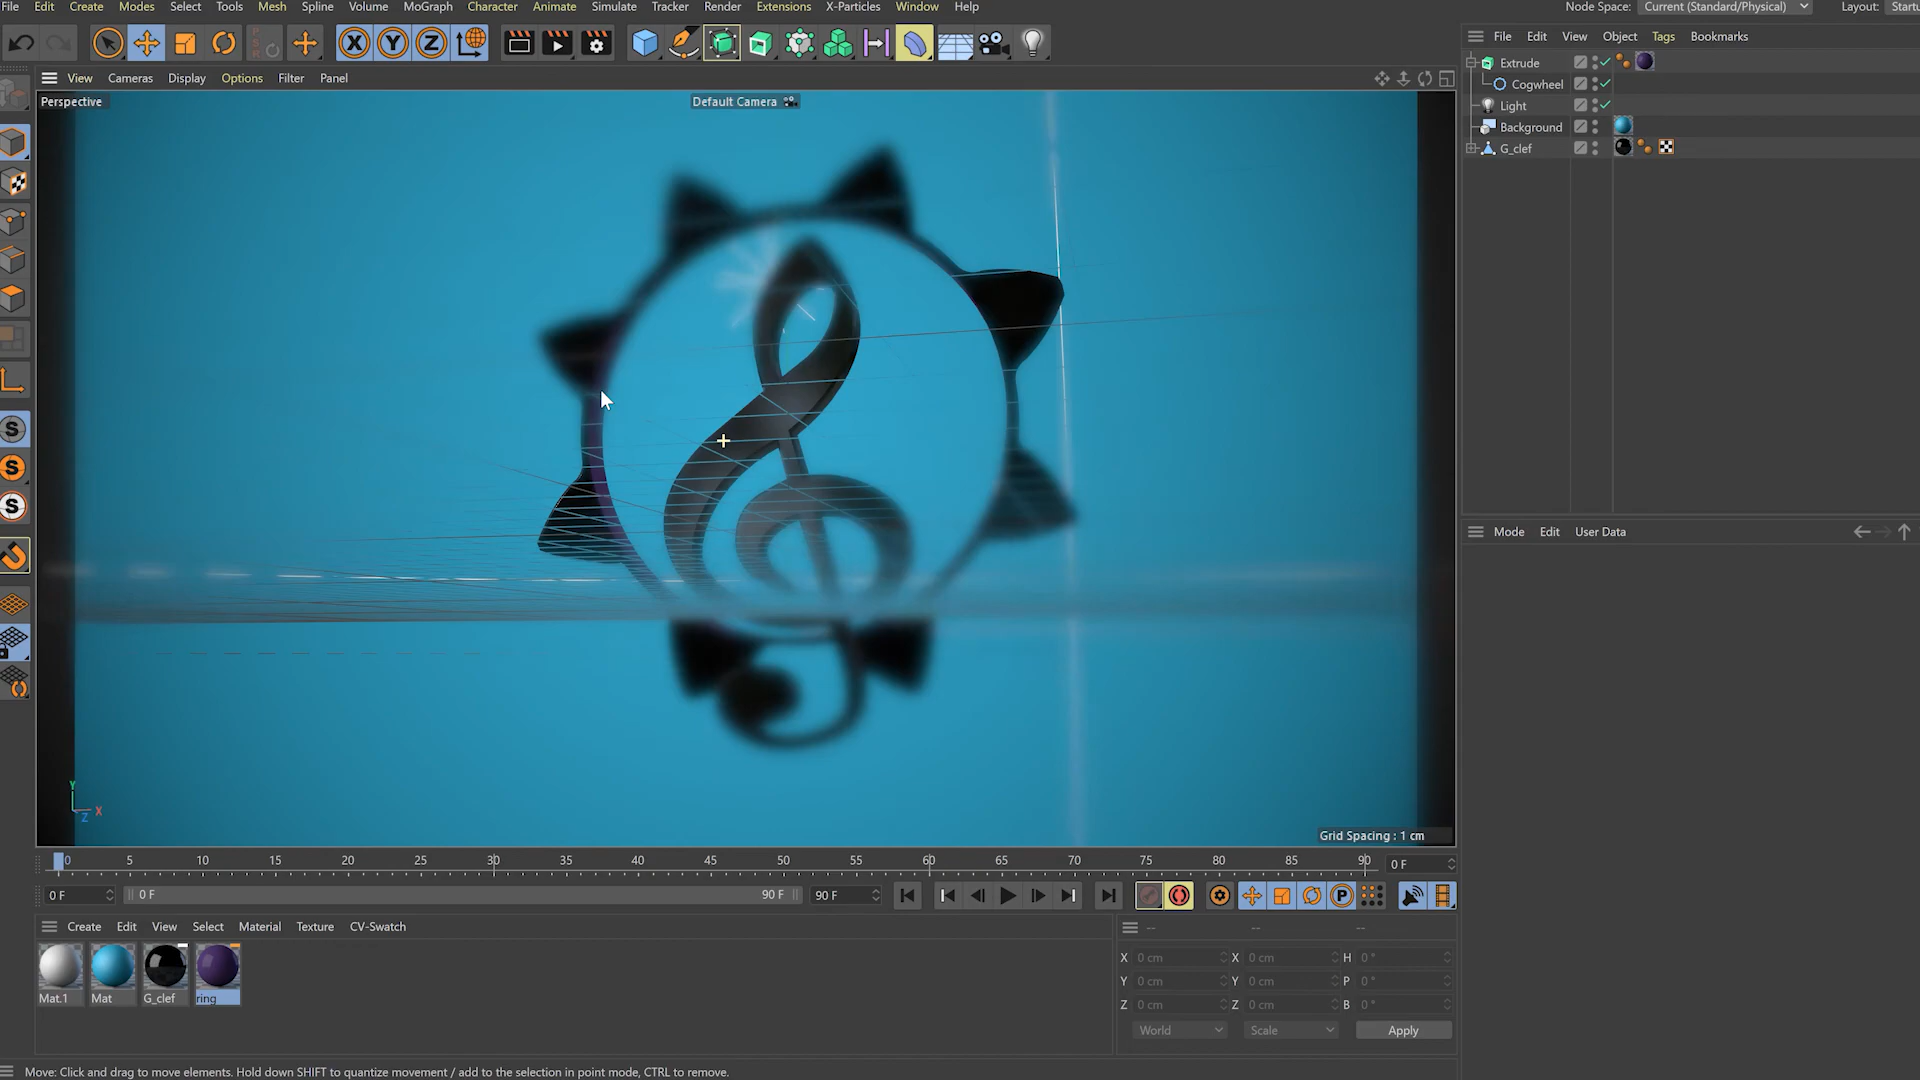 File Edit Create Modes Select Tools Mesh Spline Volume MoGraph Character Animate Simulate Tracker Render Extensions X-Particles Window Help Node Space: Current (Standard/Physical) Layout: Startu
PSR X Y Z
File Edit View Object Tags Bookmarks
View Cameras Display Options Filter Panel
Perspective Default Camera
Extrude
Cogwheel
Light
Background
G_clef
S
S
S
Mode Edit User Data
Y
X
Z
Grid Spacing : 1 cm
0 5 10 15 20 25 30 35 40 45 50 55 60 65 70 75 80 85 90 0 F
0 F 0 F 90 F 90 F P
Create Edit View Select Material Texture CV-Swatch -- -- --
X 0 cm X 0 cm H 0 °
Y 0 cm Y 0 cm P 0 °
Z 0 cm Z 0 cm B 0 °
Mat.1 Mat G_clef ring
World Scale Apply
Move: Click and drag to move elements. Hold down SHIFT to quantize movement / add to the selection in point mode, CTRL to remove.